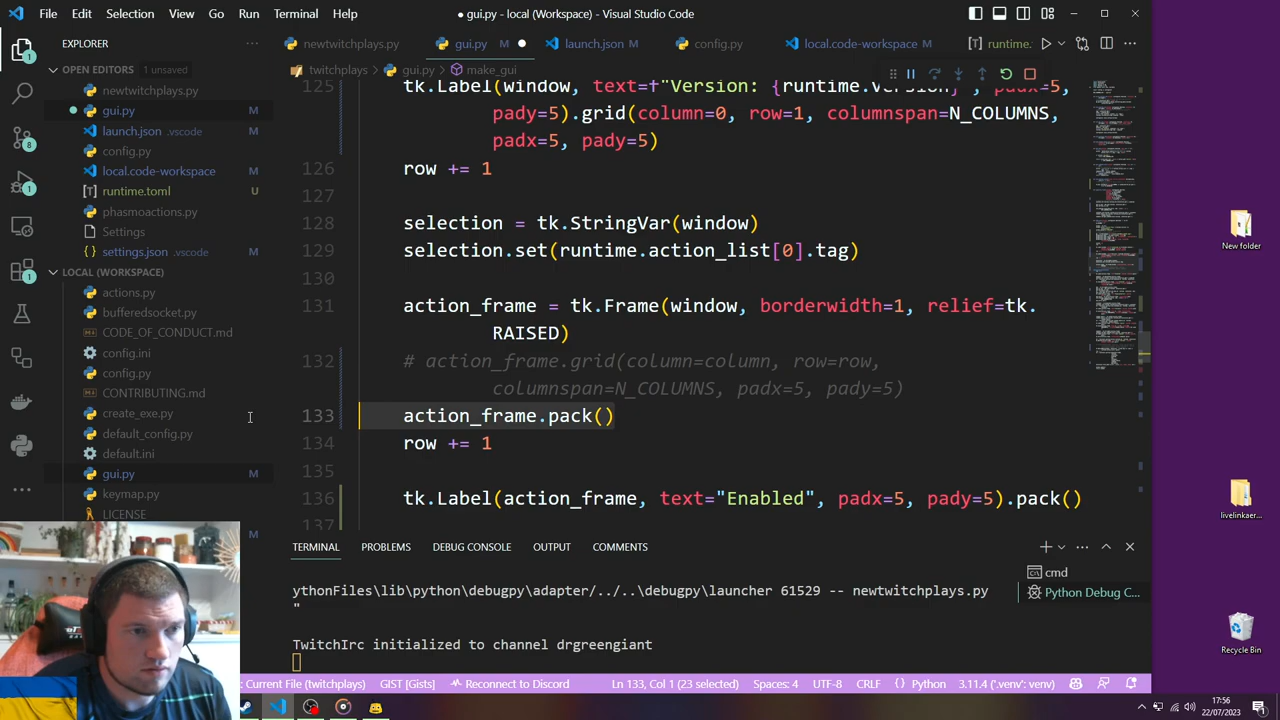 File Edit Selection View Go Run Terminal Help
● gui.py - local (Workspace) - Visual Studio Code
EXPLORER
OPEN EDITORS 1 unsaved
newtwitchplays.py
gui.py M
launch.json .vscode M
config.py
local.code-workspace M
runtime.toml U
phasmoactions.py
Settings
settings.json .vscode M
LOCAL (WORKSPACE)
actions.py
bufferedsocket.py
CODE_OF_CONDUCT.md
config.ini
config.py
CONTRIBUTING.md
create_exe.py
default_config.py
default.ini
gui.py M
keymap.py
LICENSE
M
newtwitchplays.py gui.py M launch.json M config.py local.code-workspace M runtime.
twitchplays > gui.py > make_gui
125 tk.Label(window, text=f"Version: {runtime.version}", padx=5,
pady=5).grid(column=0, row=1, columnspan=N_COLUMNS,
padx=5, pady=5)
126 row += 1
127
128 lection = tk.StringVar(window)
129 lection.set(runtime.action_list[0].tag)
130
131 tion_frame = tk.Frame(window, borderwidth=1, relief=tk.
RAISED)
132 action_frame.grid(column=column, row=row,
columnspan=N_COLUMNS, padx=5, pady=5)
133 action_frame.pack()
134 row += 1
135
136 tk.Label(action_frame, text="Enabled", padx=5, pady=5).pack()
137
TERMINAL PROBLEMS DEBUG CONSOLE OUTPUT COMMENTS
ythonFiles\lib\python\debugpy\adapter/../..\debugpy\launcher 61529 -- newtwitchplays.py
"
TwitchIrc initialized to channel drgreengiant
cmd
Python Debug C...
: Current File (twitchplays) GIST [Gists] Reconnect to Discord Ln 133, Col 1 (23 selected) Spaces: 4 UTF-8 CRLF Python 3.11.4 ('.venv': venv)
New folder
livelinkaer...
Recycle Bin
17:56
22/07/2023